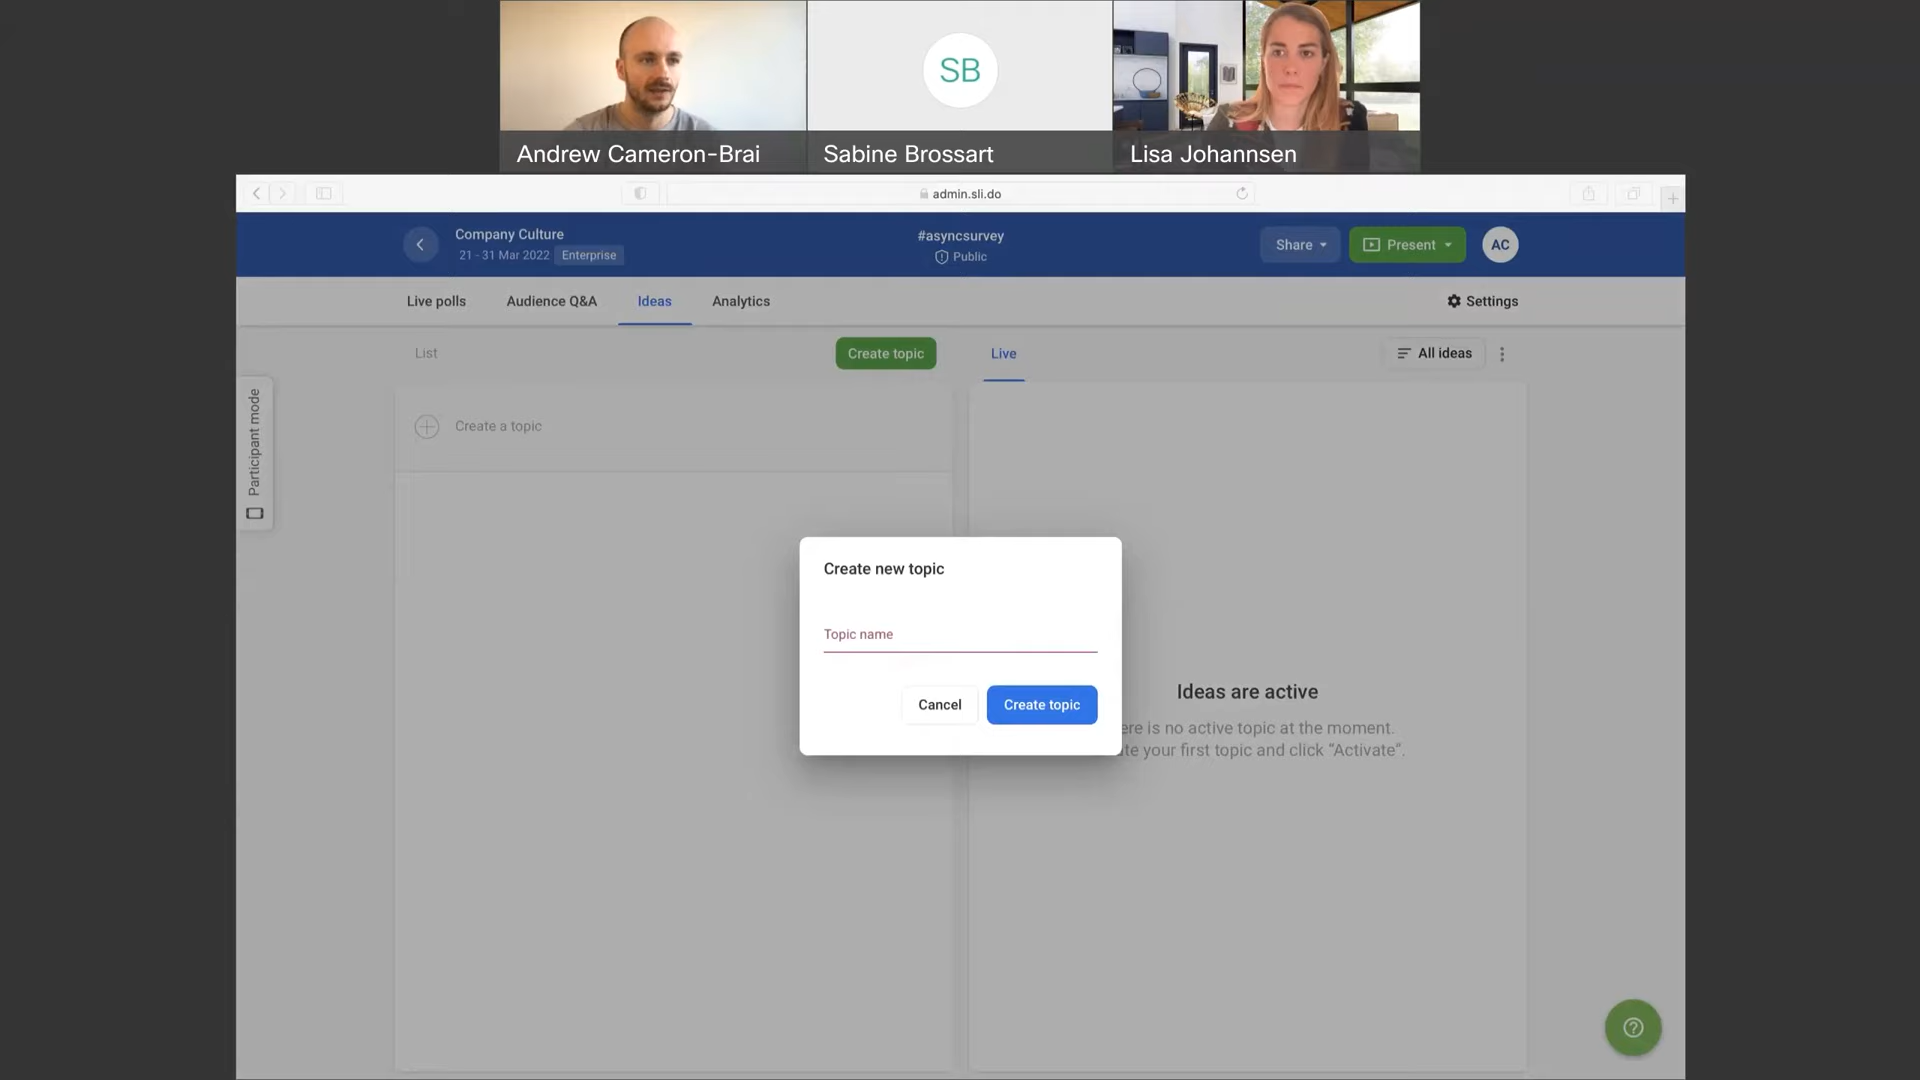 SB
Andrew Cameron-Brai
Sabine Brossart
Lisa Johannsen
admin.sli.do
Company Culture
21 - 31 Mar 2022 Enterprise
#asyncsurvey
Public
Share
Present
AC
Live polls
Audience Q&A
Ideas
Analytics
Settings
List
Create topic
Live
All ideas
Participant mode
Create a topic
Create new topic
Topic name
Cancel
Create topic
Ideas are active
ere is no active topic at the moment.
te your first topic and click “Activate“.